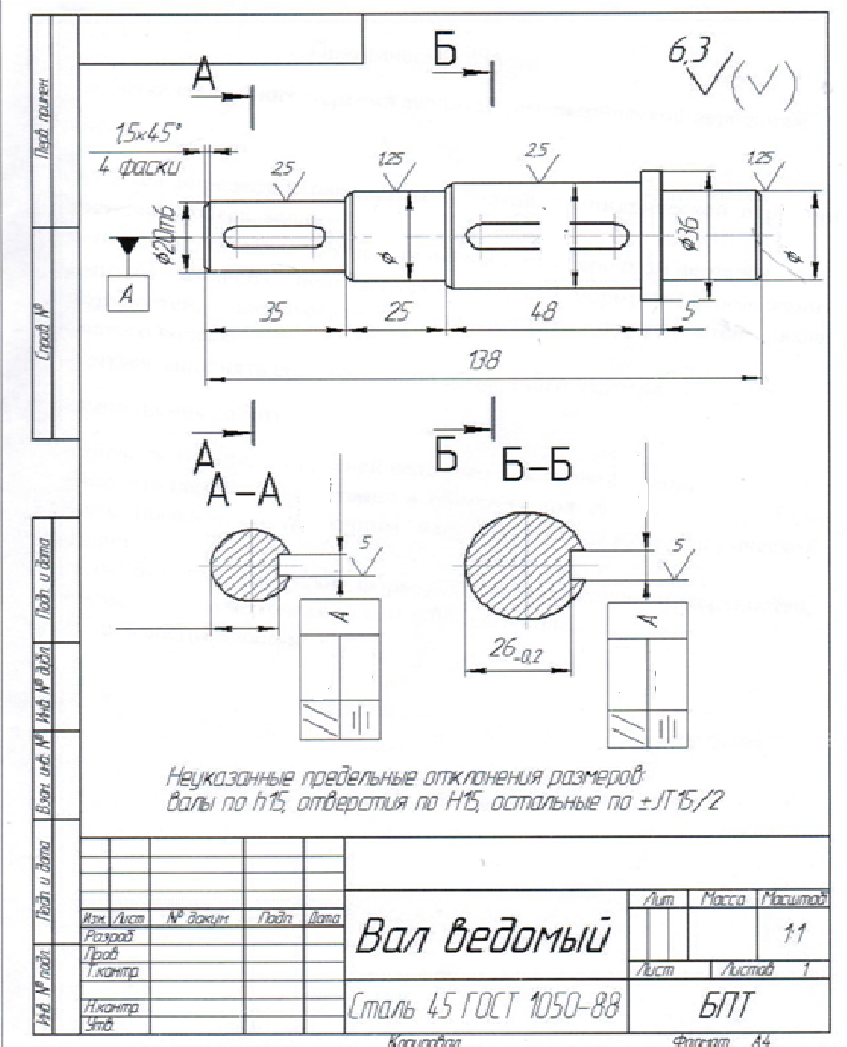 А
Б
6,3
1,5×45°
4 фаски
2,5
1,25
2,5
1,25
Ø20m6
Ø
Ø36
Ø
А
35
25
48
5
138
А
Б
А-А
Б-Б
5
5
А
А
26-0,2
Неуказанные предельные отклонения размеров:
валы по h15, отверстия по H15, остальные по ±JT15/2
Перв. примен.
Справ. №
Подп. и дата
Инв. № дубл.
Взам. инв. №
Подп. и дата
Инв. № подл.
Изм. Лист № докум. Подп. Дата
Разраб.
Пров.
Т.контр.
Н.контр.
Утв.
Вал ведомый
Сталь 45 ГОСТ 1050-88
Лит. Масса Масштаб
1:1
Лист Листов 1
БПТ
Копировал Формат А4